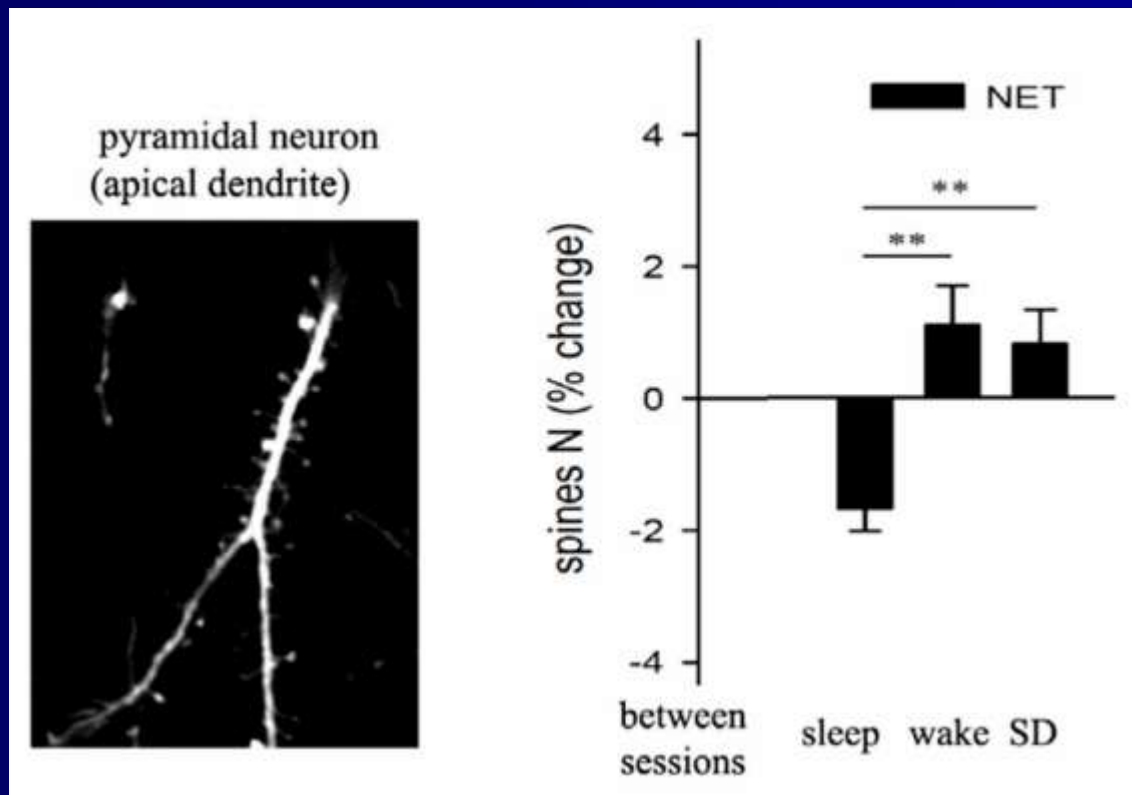 pyramidal neuron
(apical dendrite)
NET
4
2
0
-2
-4
spines N (% change)
**
**
between
sessions
sleep wake SD